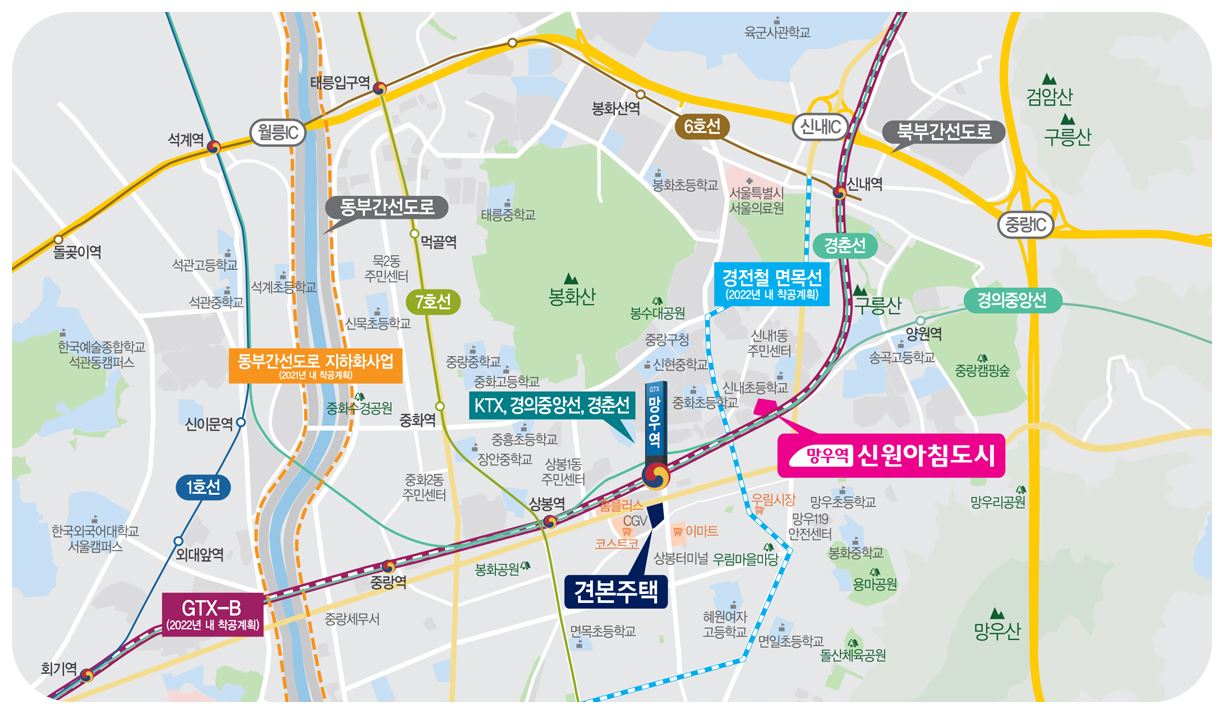 육군사관학교
태릉입구역
검암산
봉화산역
구릉산
월릉IC
6호선
신내IC
북부간선도로
석계역
봉화초등학교
서울특별시
서울의료원
신내역
동부간선도로
태릉중학교
중랑IC
돌곶이역
먹골역
경춘선
석관고등학교
묵2동
주민센터
경전철 면목선
(2022년 내 착공계획)
석관중학교
석계초등학교
봉화산
7호선
구릉산
경의중앙선
신묵초등학교
봉수대공원
양원역
한국예술종합학교
석관동캠퍼스
중랑구청
신내1동
주민센터
송곡고등학교
동부간선도로 지하화사업
(2021년 내 착공계획)
중랑중학교
중화고등학교
신현중학교
중랑캠핑숲
신내초등학교
중화수경공원
KTX, 경의중앙선, 경춘선
GTX
망우역
중화초등학교
신이문역
중화역
중흥초등학교
장안중학교
망우역 신원아침도시
상봉1동
주민센터
1호선
중화2동
주민센터
망우초등학교
망우리공원
상봉역
홈플러스
CGV
우림시장
망우119
안전센터
한국외국어대학교
서울캠퍼스
외대앞역
코스트코
이마트
봉화중학교
상봉터미널
우림마을마당
중랑역
봉화공원
견본주택
용마공원
GTX-B
(2022년 내 착공계획)
중랑세무서
혜원여자
고등학교
면목초등학교
면일초등학교
망우산
돌산체육공원
회기역